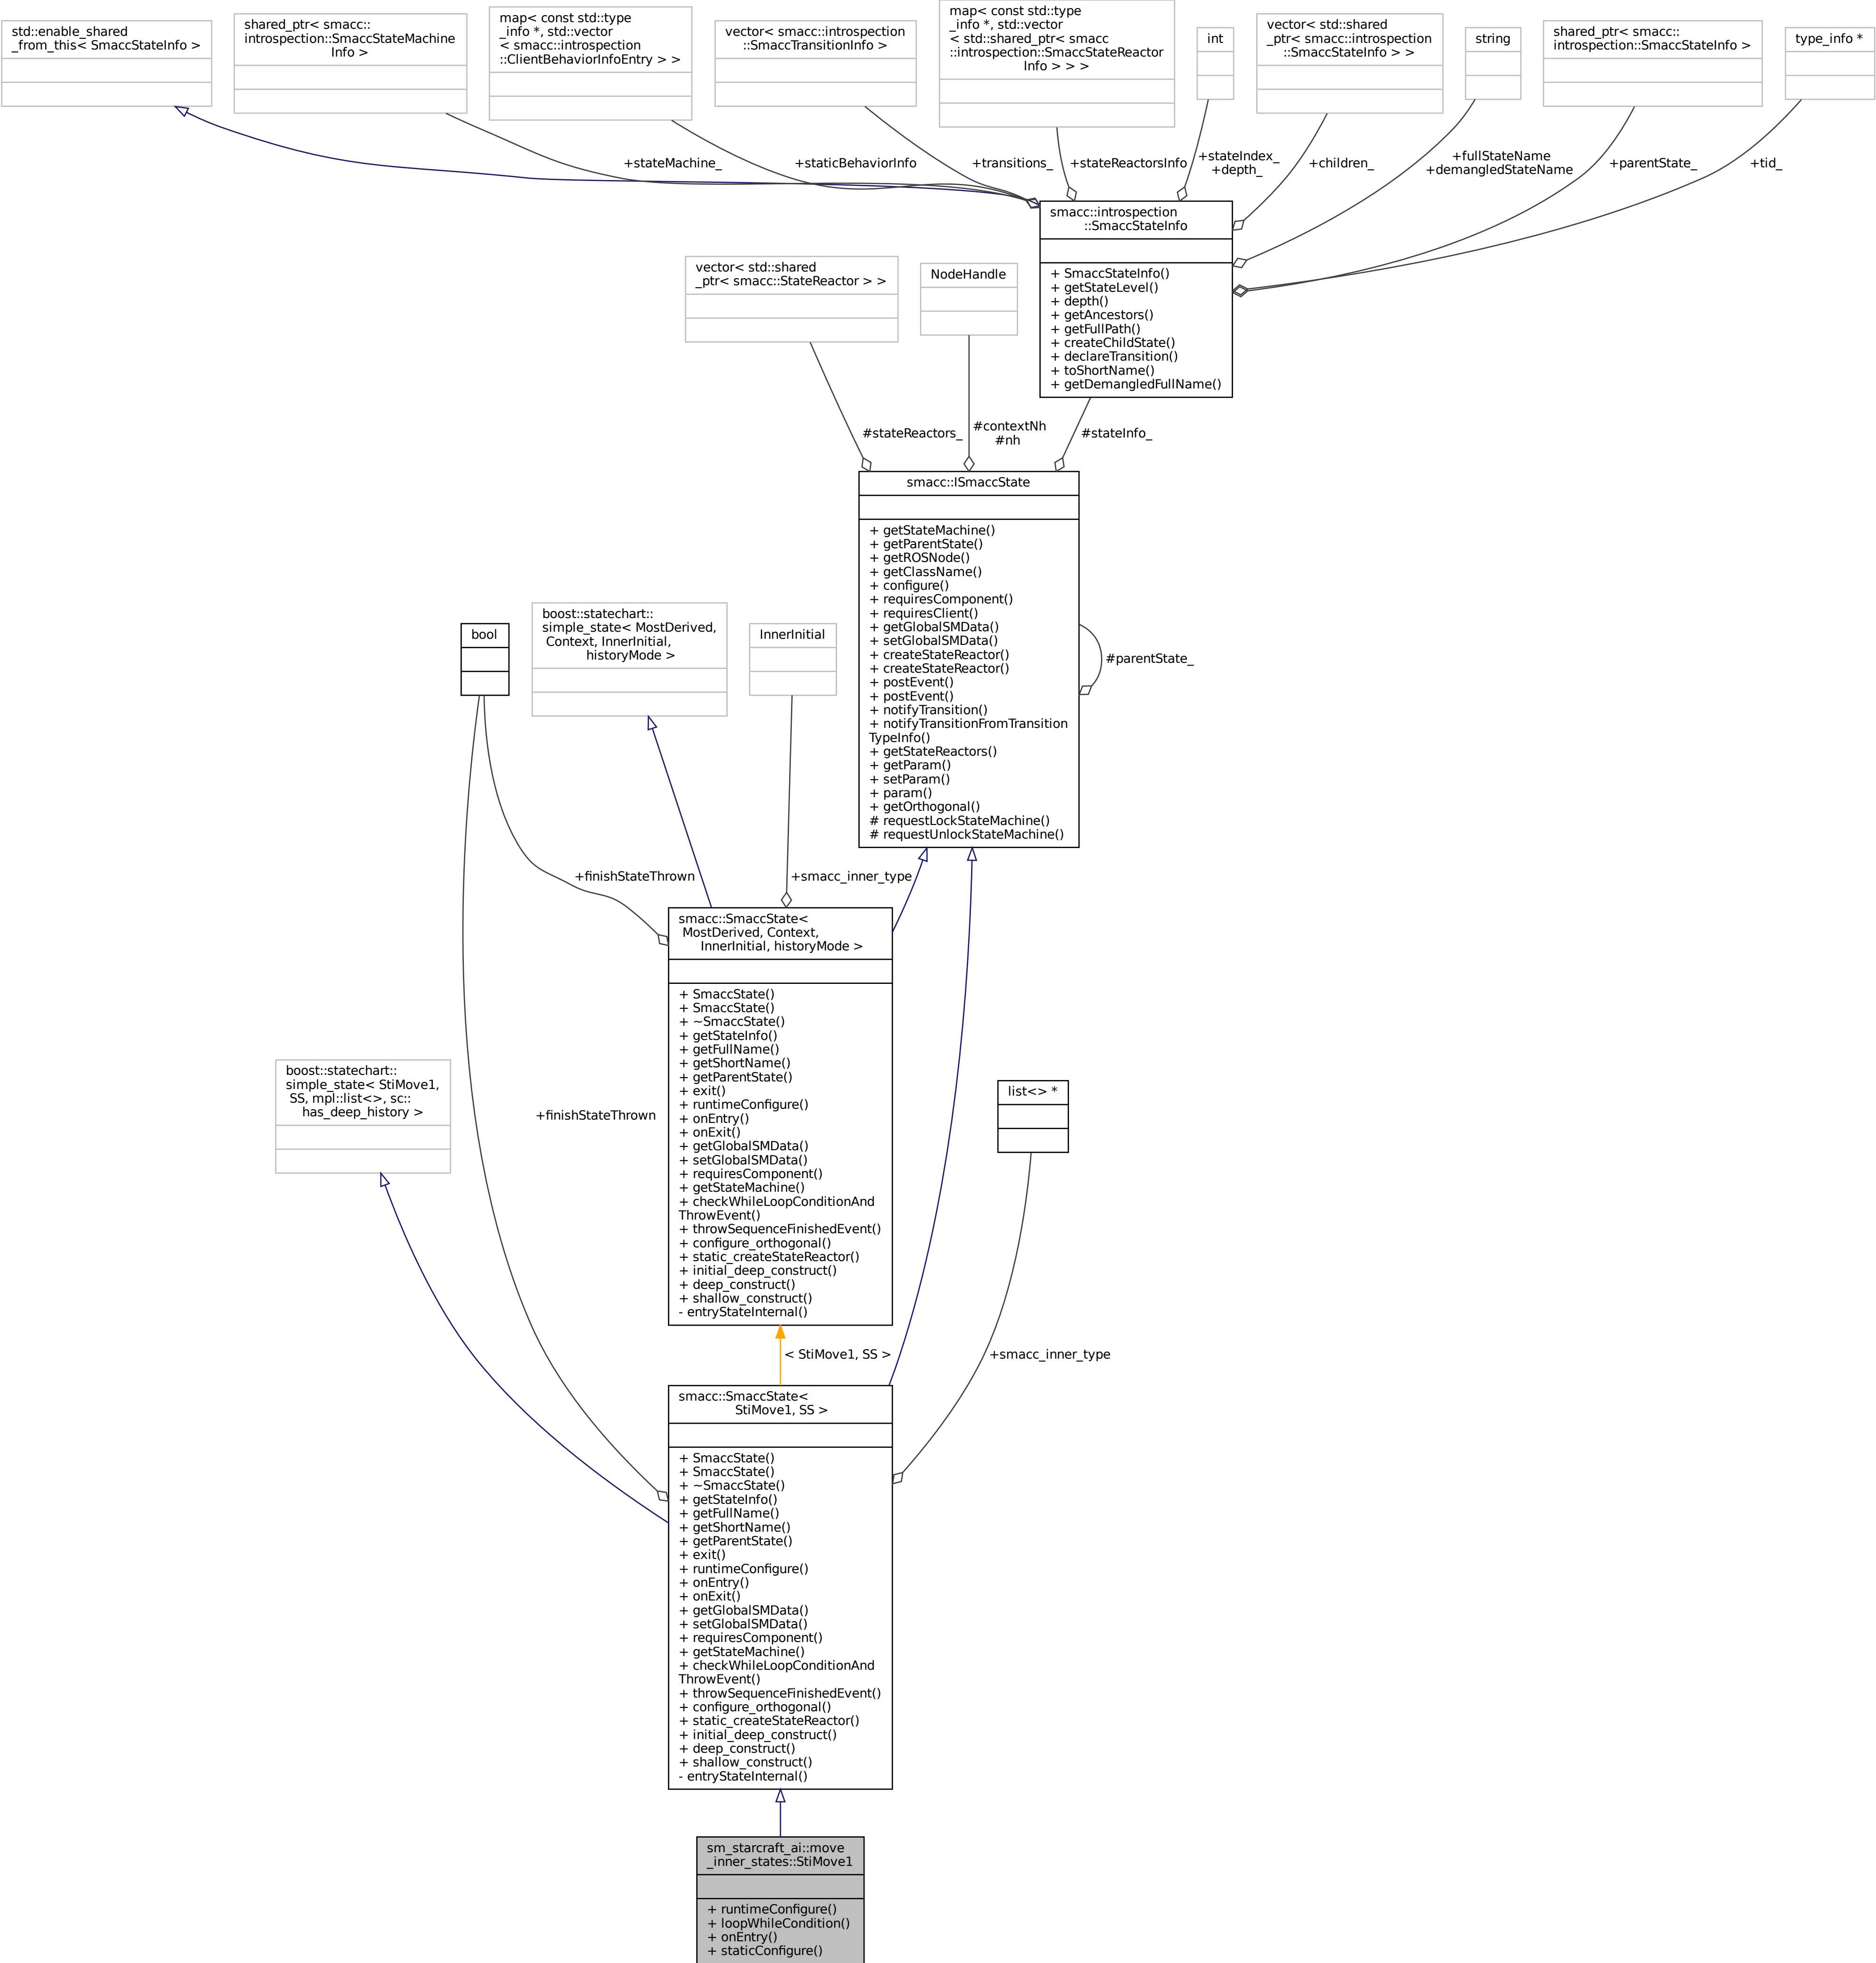 std::enable_shared
_from_this< SmaccStateInfo >
shared_ptr< smacc::
introspection::SmaccStateMachine
Info >
map< const std::type
_info *, std::vector
< smacc::introspection
::ClientBehaviorInfoEntry > >
vector< smacc::introspection
::SmaccTransitionInfo >
map< const std::type
_info *, std::vector
< std::shared_ptr< smacc
::introspection::SmaccStateReactor
Info > > >
int
vector< std::shared
_ptr< smacc::introspection
::SmaccStateInfo > >
string
shared_ptr< smacc::
introspection::SmaccStateInfo >
type_info *
+stateMachine_
+staticBehaviorInfo
+transitions_
+stateReactorsInfo
+stateIndex_
+depth_
+children_
+fullStateName
+demangledStateName
+parentState_
+tid_
smacc::introspection
::SmaccStateInfo
+ SmaccStateInfo()
+ getStateLevel()
+ depth()
+ getAncestors()
+ getFullPath()
+ createChildState()
+ declareTransition()
+ toShortName()
+ getDemangledFullName()
vector< std::shared
_ptr< smacc::StateReactor > >
NodeHandle
#stateReactors_
#contextNh
#nh
#stateInfo_
smacc::ISmaccState
+ getStateMachine()
+ getParentState()
+ getROSNode()
+ getClassName()
+ configure()
+ requiresComponent()
+ requiresClient()
+ getGlobalSMData()
+ setGlobalSMData()
+ createStateReactor()
+ createStateReactor()
+ postEvent()
+ postEvent()
+ notifyTransition()
+ notifyTransitionFromTransition
TypeInfo()
+ getStateReactors()
+ getParam()
+ setParam()
+ param()
+ getOrthogonal()
# requestLockStateMachine()
# requestUnlockStateMachine()
#parentState_
bool
boost::statechart::
simple_state< MostDerived,
Context, InnerInitial,
historyMode >
InnerInitial
+finishStateThrown
+smacc_inner_type
smacc::SmaccState<
MostDerived, Context,
InnerInitial, historyMode >
+ SmaccState()
+ SmaccState()
+ ~SmaccState()
+ getStateInfo()
+ getFullName()
+ getShortName()
+ getParentState()
+ exit()
+ runtimeConfigure()
+ onEntry()
+ onExit()
+ getGlobalSMData()
+ setGlobalSMData()
+ requiresComponent()
+ getStateMachine()
+ checkWhileLoopConditionAnd
ThrowEvent()
+ throwSequenceFinishedEvent()
+ configure_orthogonal()
+ static_createStateReactor()
+ initial_deep_construct()
+ deep_construct()
+ shallow_construct()
- entryStateInternal()
boost::statechart::
simple_state< StiMove1,
SS, mpl::list<>, sc::
has_deep_history >
+finishStateThrown
list<> *
< StiMove1, SS >
+smacc_inner_type
smacc::SmaccState<
StiMove1, SS >
+ SmaccState()
+ SmaccState()
+ ~SmaccState()
+ getStateInfo()
+ getFullName()
+ getShortName()
+ getParentState()
+ exit()
+ runtimeConfigure()
+ onEntry()
+ onExit()
+ getGlobalSMData()
+ setGlobalSMData()
+ requiresComponent()
+ getStateMachine()
+ checkWhileLoopConditionAnd
ThrowEvent()
+ throwSequenceFinishedEvent()
+ configure_orthogonal()
+ static_createStateReactor()
+ initial_deep_construct()
+ deep_construct()
+ shallow_construct()
- entryStateInternal()
sm_starcraft_ai::move
_inner_states::StiMove1
+ runtimeConfigure()
+ loopWhileCondition()
+ onEntry()
+ staticConfigure()